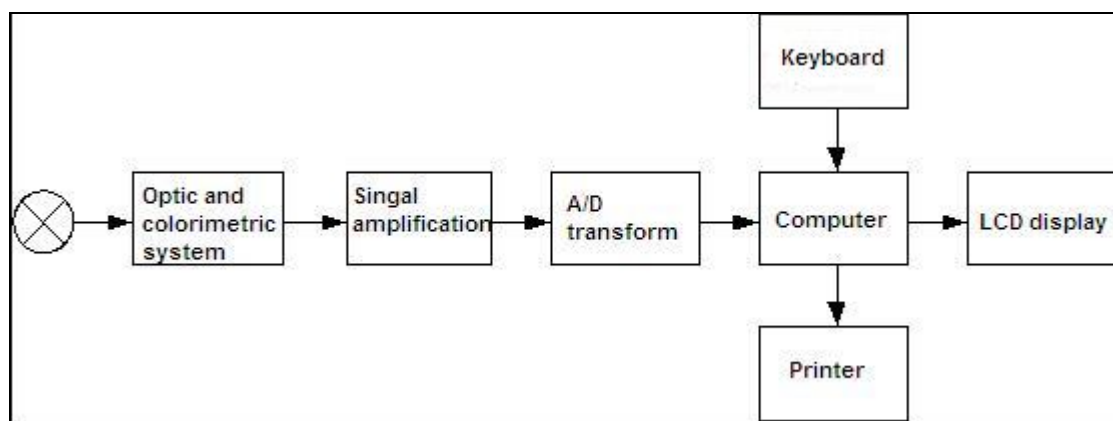 Keyboard
Optic and
colorimetric
system
Singal
amplification
A/D
transform
Computer
LCD display
Printer